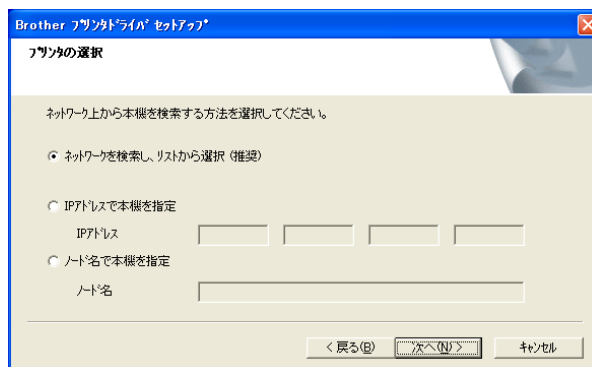 Brother ﾌﾟﾘﾝﾀﾄﾞﾗｲﾊﾞ ｾｯﾄｱｯﾌﾟ
ﾌﾟﾘﾝﾀの選択
ﾈｯﾄﾜｰｸ上から本機を検索する方法を選択してください。
ﾈｯﾄﾜｰｸを検索し、ﾘｽﾄから選択 (推奨)
IPｱﾄﾞﾚｽで本機を指定
IPｱﾄﾞﾚｽ
ﾉｰﾄﾞ名で本機を指定
ﾉｰﾄﾞ名
< 戻る(B) 次へ(N) > ｷｬﾝｾﾙ